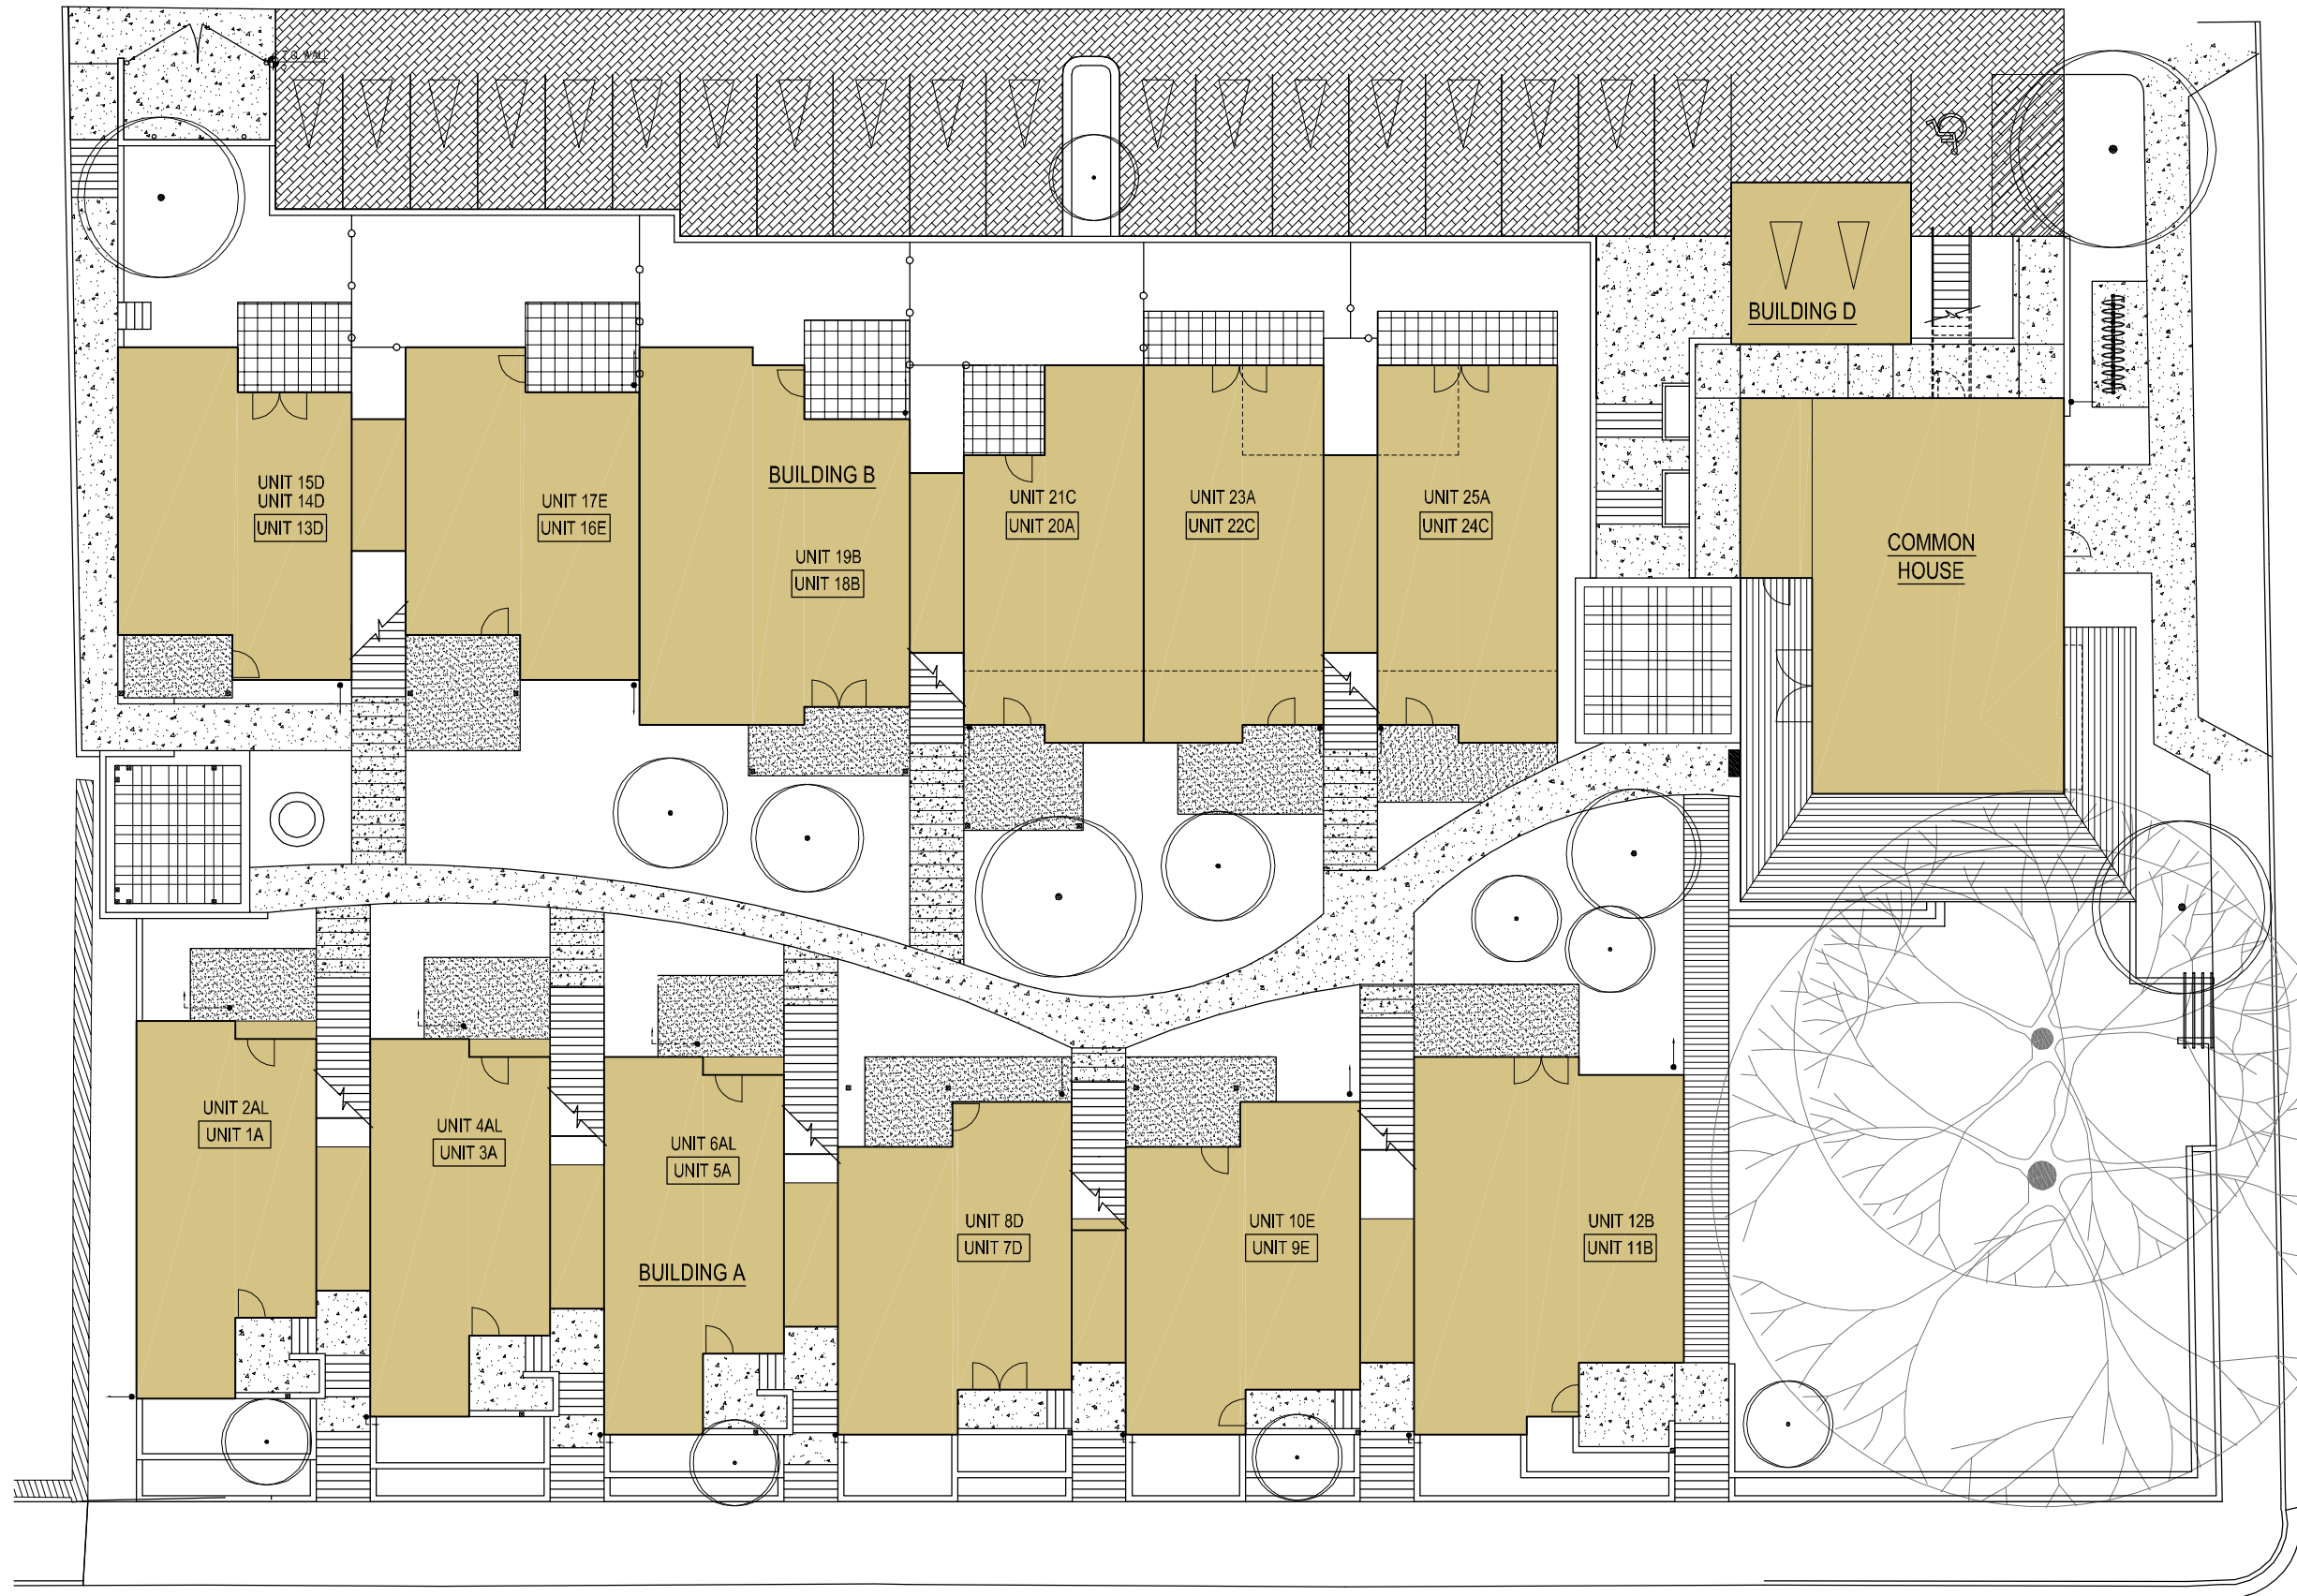 T.O. WALL
BUILDING D
UNIT 15D
UNIT 14D
UNIT 13D
UNIT 17E
UNIT 16E
BUILDING B
UNIT 19B
UNIT 18B
UNIT 21C
UNIT 20A
UNIT 23A
UNIT 22C
UNIT 25A
UNIT 24C
COMMON
HOUSE
UNIT 2AL
UNIT 1A
UNIT 4AL
UNIT 3A
UNIT 6AL
UNIT 5A
BUILDING A
UNIT 8D
UNIT 7D
UNIT 10E
UNIT 9E
UNIT 12B
UNIT 11B